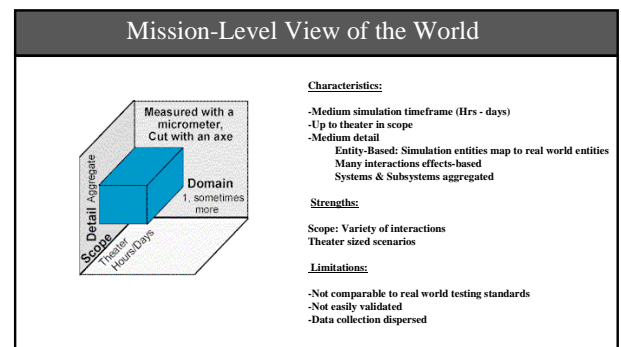 Mission-Level View of the World
Measured with a
micrometer,
Cut with an axe
Detail Aggregate
Domain
1, sometimes
more
Scope
Theater
Hours/Days
Characteristics:
-Medium simulation timeframe (Hrs - days)
-Up to theater in scope
-Medium detail
Entity-Based: Simulation entities map to real world entities
Many interactions effects-based
Systems & Subsystems aggregated
Strengths:
Scope: Variety of interactions
Theater sized scenarios
Limitations:
-Not comparable to real world testing standards
-Not easily validated
-Data collection dispersed